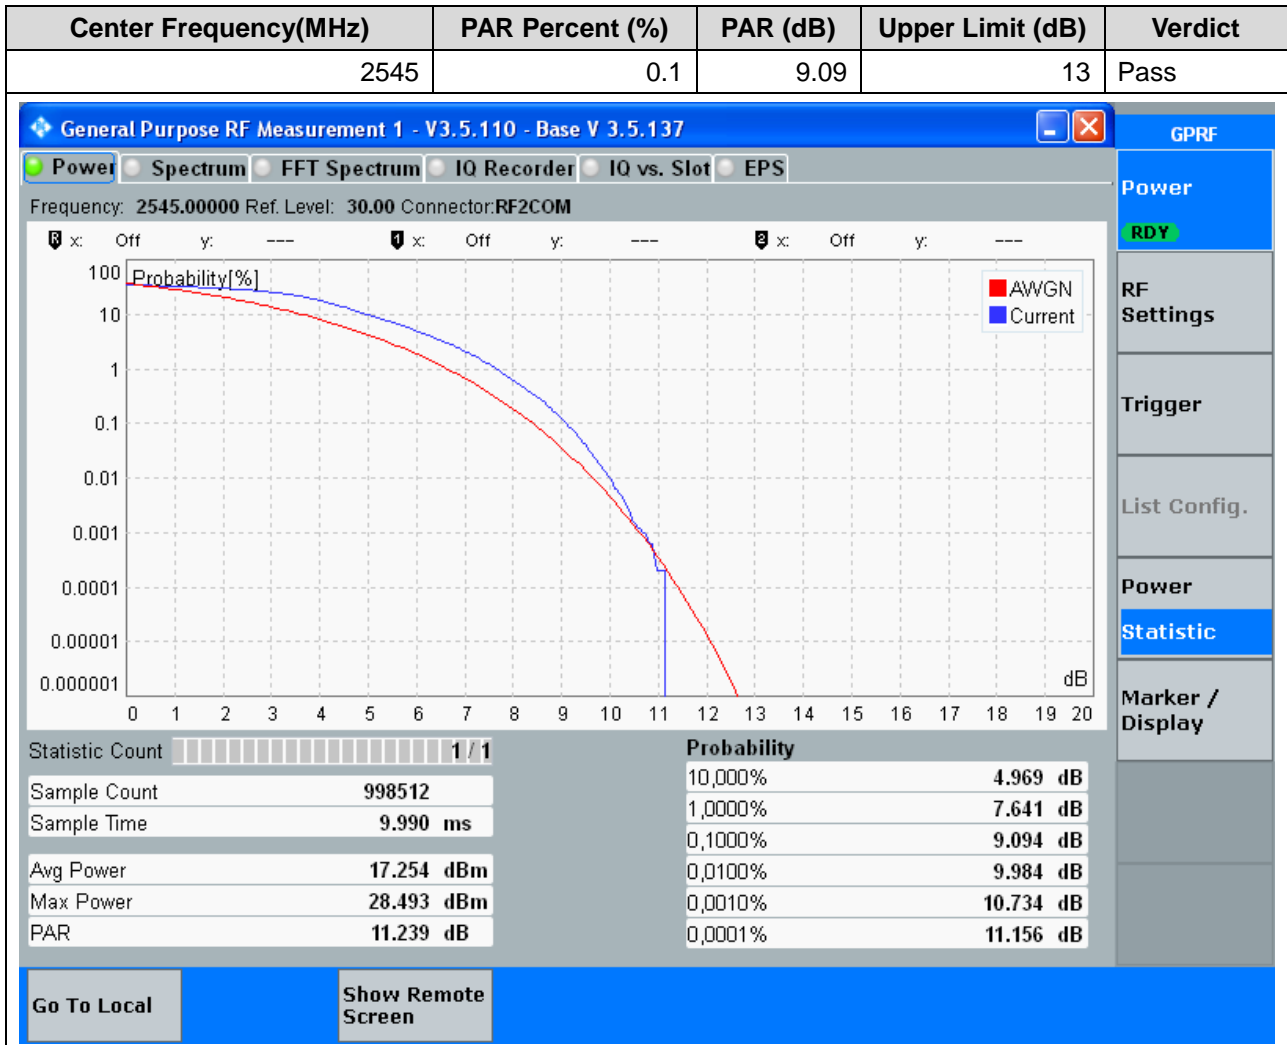 Center Frequency(MHz) PAR Percent (%) PAR (dB) Upper Limit (dB) Verdict
2545 0.1 9.09 13 Pass
General Purpose RF Measurement 1 - V3.5.110 - Base V 3.5.137
GPRF
Power Spectrum FFT Spectrum IQ Recorder IQ vs. Slot EPS
Power
RDY
Frequency: 2545.00000 Ref. Level: 30.00 Connector:RF2COM
R x: Off y: --- 1 x: Off y: --- 2 x: Off y: ---
Probability[%]
100
10
1
0.1
0.01
0.001
0.0001
0.00001
0.000001
AWGN
Current
dB
0 1 2 3 4 5 6 7 8 9 10 11 12 13 14 15 16 17 18 19 20
RF
Settings
Trigger
List Config.
Power
Statistic
Marker /
Display
Statistic Count 1 / 1
Sample Count 998512
Sample Time 9.990 ms
Avg Power 17.254 dBm
Max Power 28.493 dBm
PAR 11.239 dB
Probability
10,000% 4.969 dB
1,0000% 7.641 dB
0,1000% 9.094 dB
0,0100% 9.984 dB
0,0010% 10.734 dB
0,0001% 11.156 dB
Go To Local
Show Remote
Screen